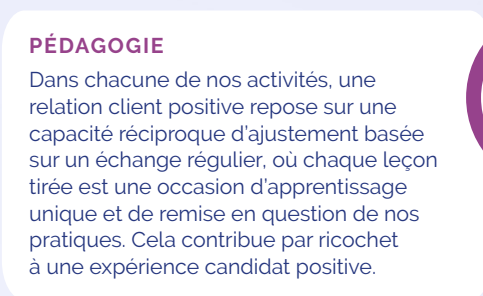 PÉDAGOGIE
Dans chacune de nos activités, une
relation client positive repose sur une
capacité réciproque d’ajustement basée
sur un échange régulier, où chaque leçon
tirée est une occasion d’apprentissage
unique et de remise en question de nos
pratiques. Cela contribue par ricochet
à une expérience candidat positive.